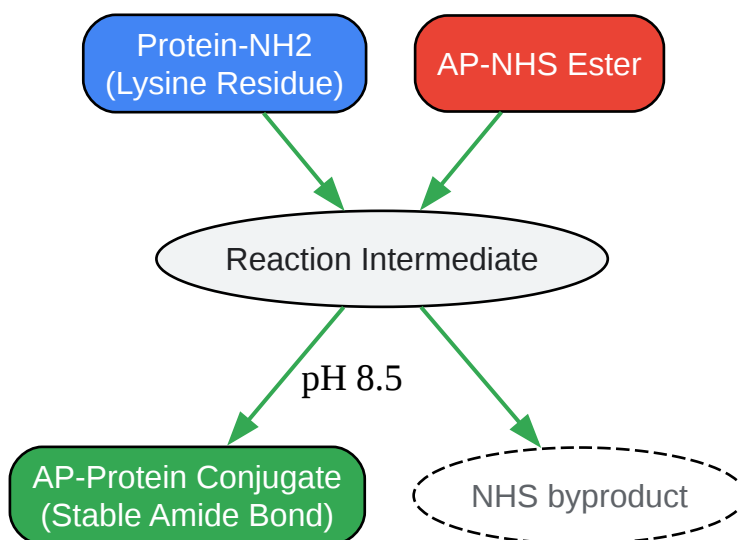 Protein-NH2
(Lysine Residue)
AP-NHS Ester
Reaction Intermediate
pH 8.5
AP-Protein Conjugate
(Stable Amide Bond)
NHS byproduct